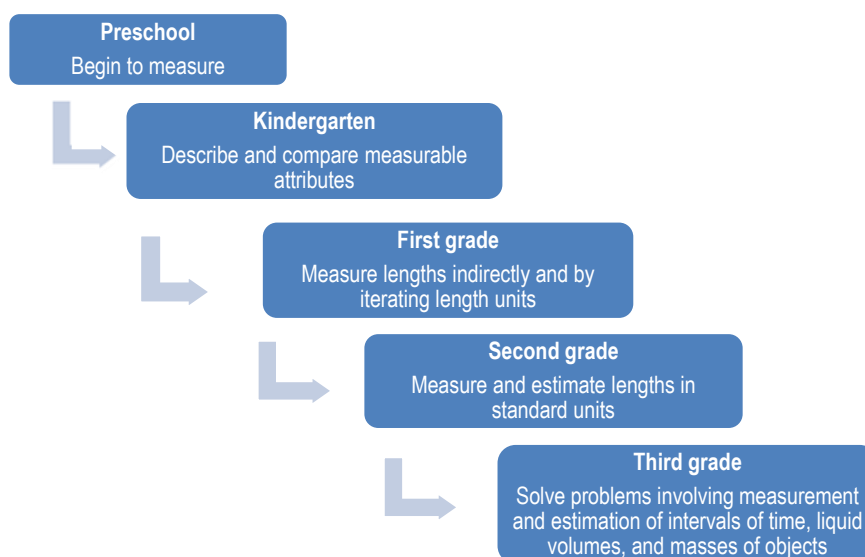 Preschool
Begin to measure
Kindergarten
Describe and compare measurable
attributes
First grade
Measure lengths indirectly and by
iterating length units
Second grade
Measure and estimate lengths in
standard units
Third grade
Solve problems involving measurement
and estimation of intervals of time, liquid
volumes, and masses of objects